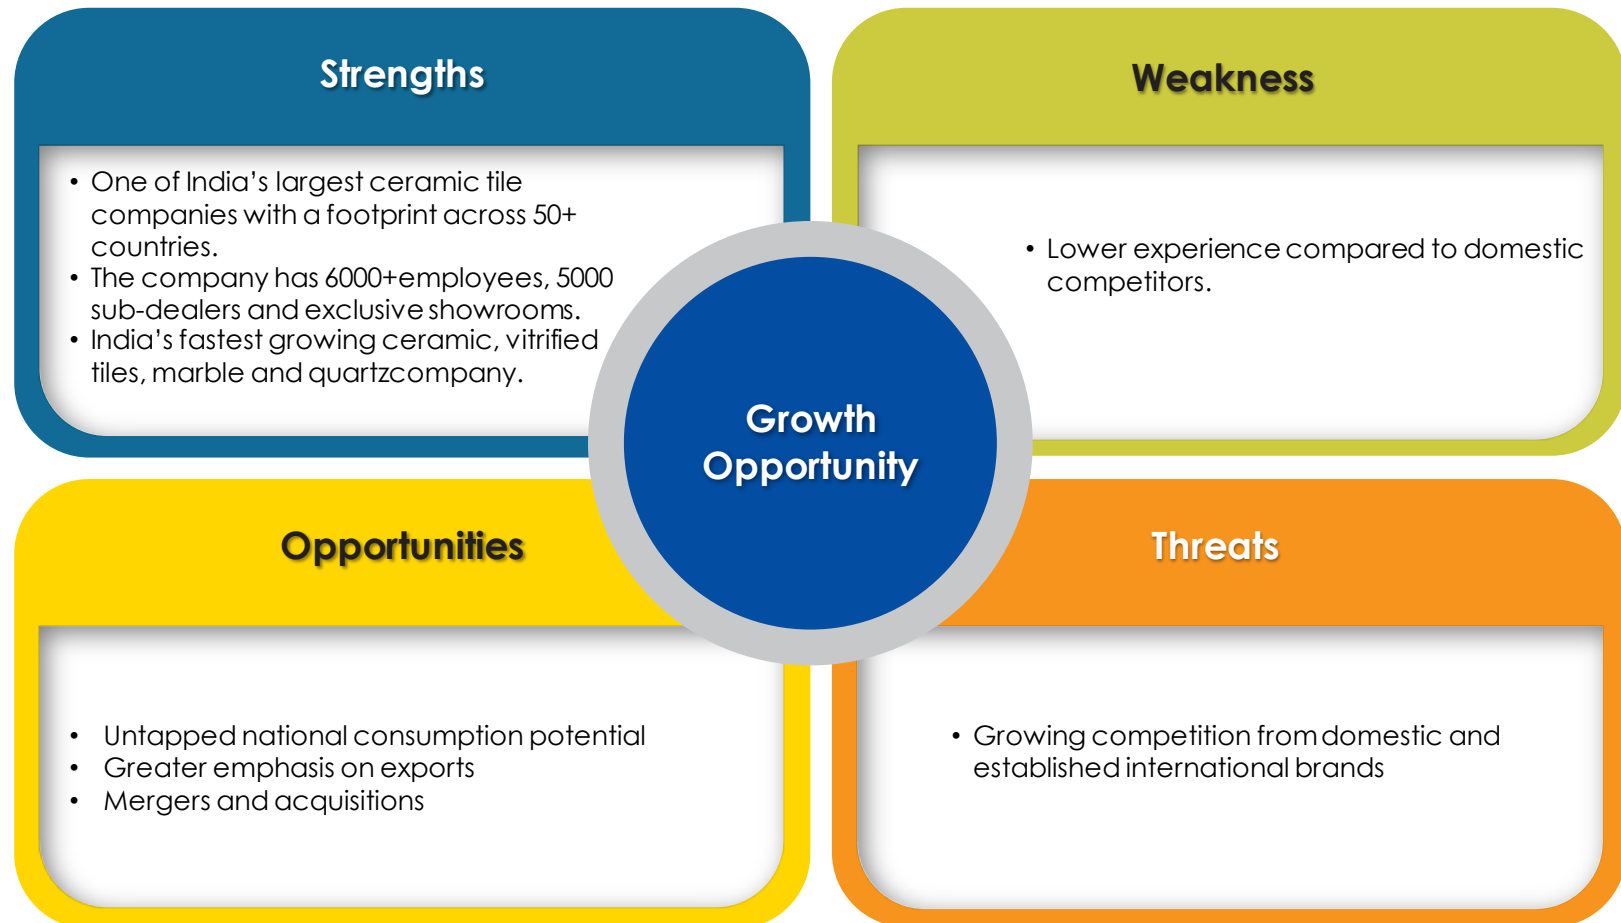 Strengths
• One of India’s largest ceramic tile
companies with a footprint across 50+
countries.
• The company has 6000+employees, 5000
sub-dealers and exclusive showrooms.
• India’s fastest growing ceramic, vitrified
tiles, marble and quartzcompany.
Weakness
• Lower experience compared to domestic
competitors.
Growth
Opportunity
Opportunities
• Untapped national consumption potential
• Greater emphasis on exports
• Mergers and acquisitions
Threats
• Growing competition from domestic and
established international brands